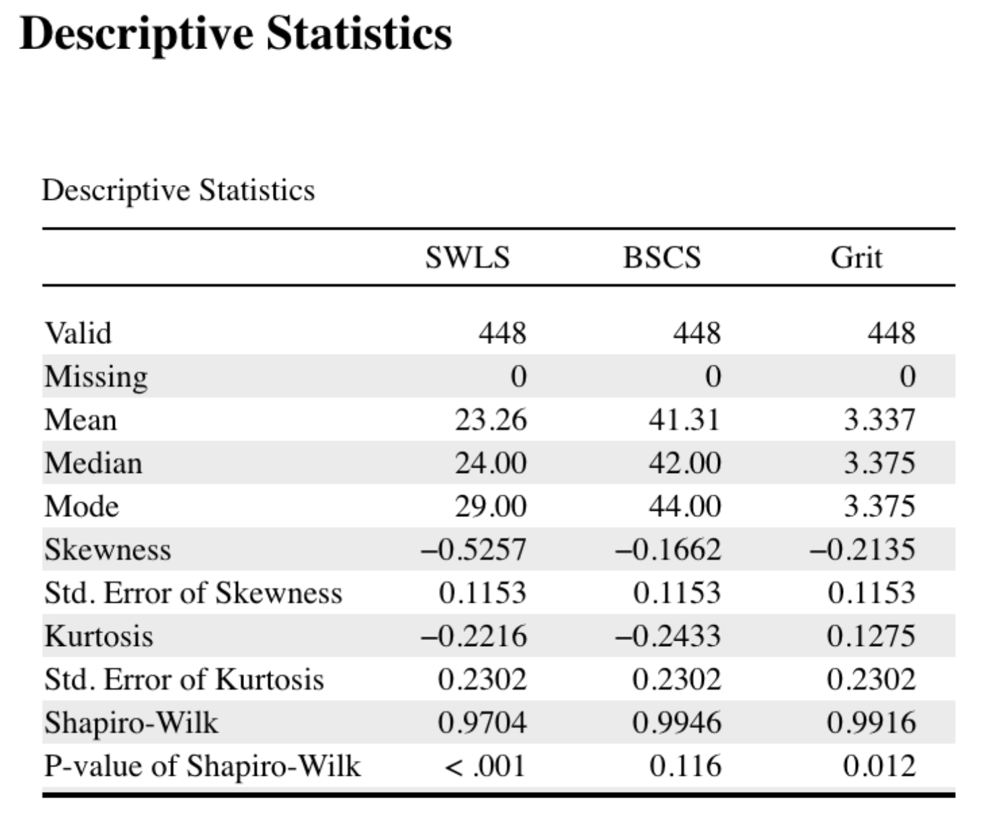 Descriptive Statistics
Descriptive Statistics
SWLS BSCS Grit
Valid 448 448 448
Missing 0 0 0
Mean 23.26 41.31 3.337
Median 24.00 42.00 3.375
Mode 29.00 44.00 3.375
Skewness −0.5257 −0.1662 −0.2135
Std. Error of Skewness 0.1153 0.1153 0.1153
Kurtosis −0.2216 −0.2433 0.1275
Std. Error of Kurtosis 0.2302 0.2302 0.2302
Shapiro-Wilk 0.9704 0.9946 0.9916
P-value of Shapiro-Wilk < .001 0.116 0.012